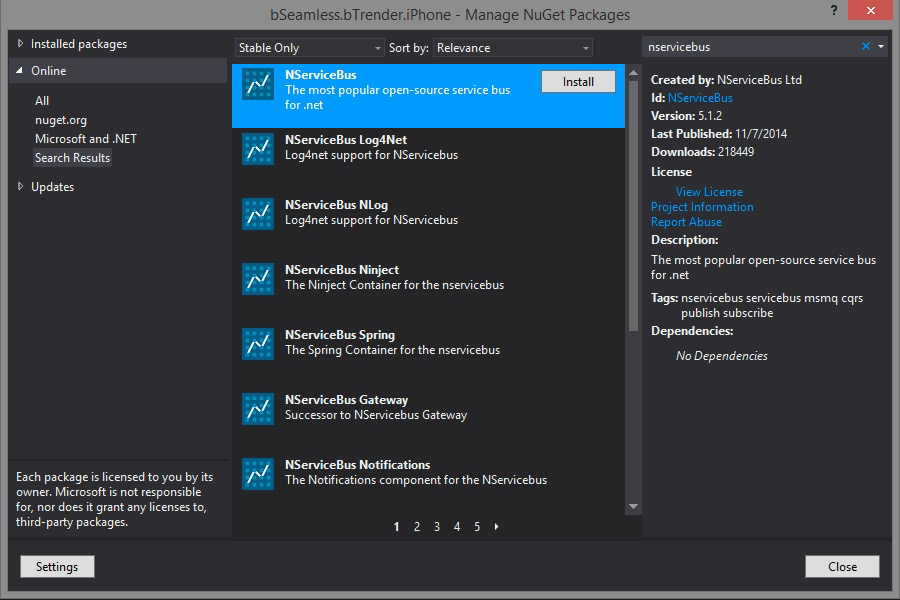 bSeamless.bTrender.iPhone - Manage NuGet Packages
?
Installed packages
Online
All
nuget.org
Microsoft and .NET
Search Results
Updates
Each package is licensed to you by its
owner. Microsoft is not responsible
for, nor does it grant any licenses to,
third-party packages.
Stable Only
Sort by: Relevance
NServiceBus
The most popular open-source service bus
for .net
Install
NServiceBus Log4Net
Log4net support for NServicebus
NServiceBus NLog
Log4net support for NServicebus
NServiceBus Ninject
The Ninject Container for the nservicebus
NServiceBus Spring
The Spring Container for the nservicebus
NServiceBus Gateway
Successor to NServicebus Gateway
NServiceBus Notifications
The Notifications component for the NServicebus
1 2 3 4 5
nservicebus
Created by: NServiceBus Ltd
Id: NServiceBus
Version: 5.1.2
Last Published: 11/7/2014
Downloads: 218449
License
View License
Project Information
Report Abuse
Description:
The most popular open-source service bus
for .net
Tags: nservicebus servicebus msmq cqrs
publish subscribe
Dependencies:
No Dependencies
Settings
Close